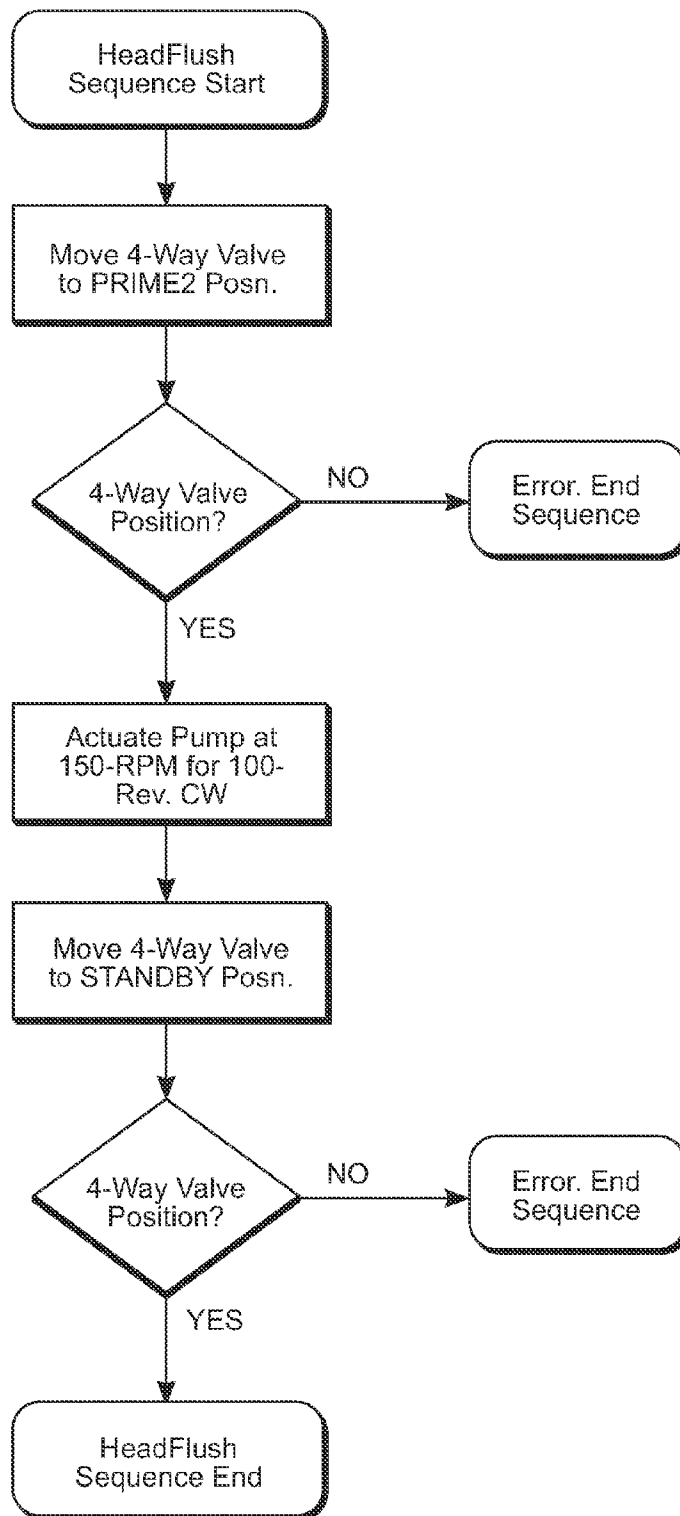 HeadFlush
Sequence Start
Move 4-Way Valve
to PRIME2 Posn.
4-Way Valve
Position?
NO
Error. End
Sequence
YES
Actuate Pump at
150-RPM for 100-
Rev. CW
Move 4-Way Valve
to STANDBY Posn.
4-Way Valve
Position?
NO
Error. End
Sequence
YES
HeadFlush
Sequence End